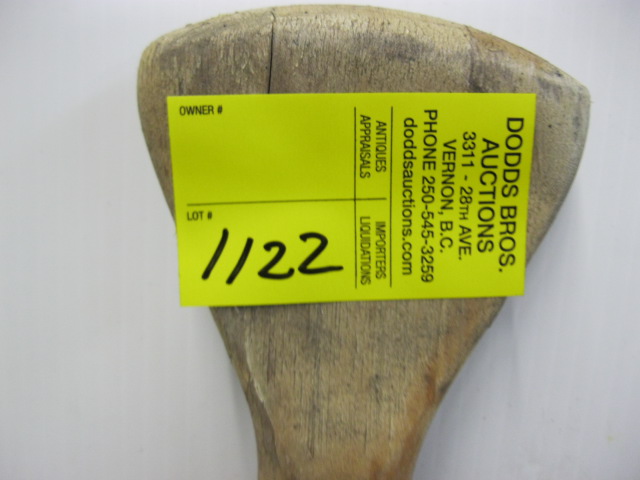 OWNER #
LOT #
1122
ANTIQUES
APPRAISALS
IMPORTERS
LIQUIDATIONS
DODDS BROS.
AUCTIONS
3311 - 28TH AVE.
VERNON, B.C.
PHONE 250-545-3259
doddsauctions.com